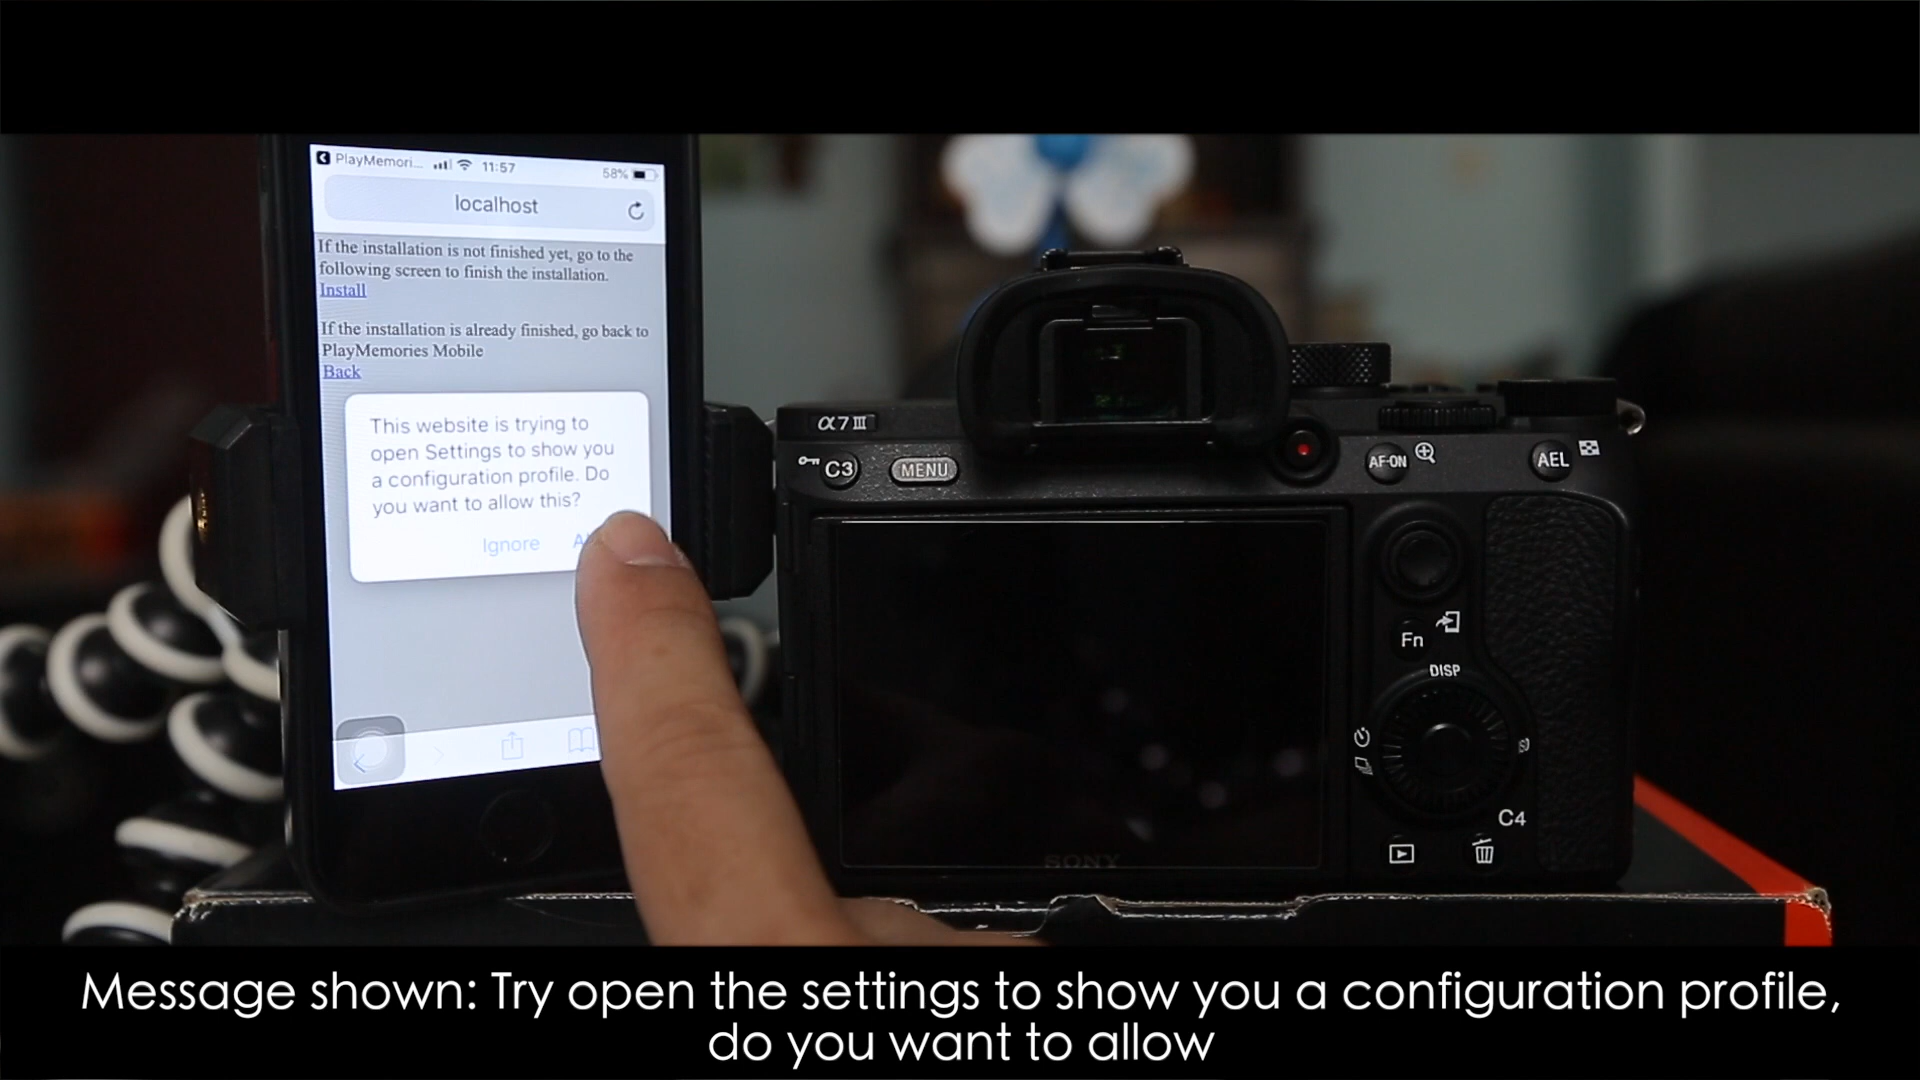 PlayMemori... 11:57 58%
localhost
If the installation is not finished yet, go to the
following screen to finish the installation.
Install
If the installation is already finished, go back to
PlayMemories Mobile
Back
This website is trying to
open Settings to show you
a configuration profile. Do
you want to allow this?
Ignore
α7III
C3 MENU AF-ON AEL
Fn
DISP
C4
SONY
Message shown: Try open the settings to show you a configuration profile,
do you want to allow